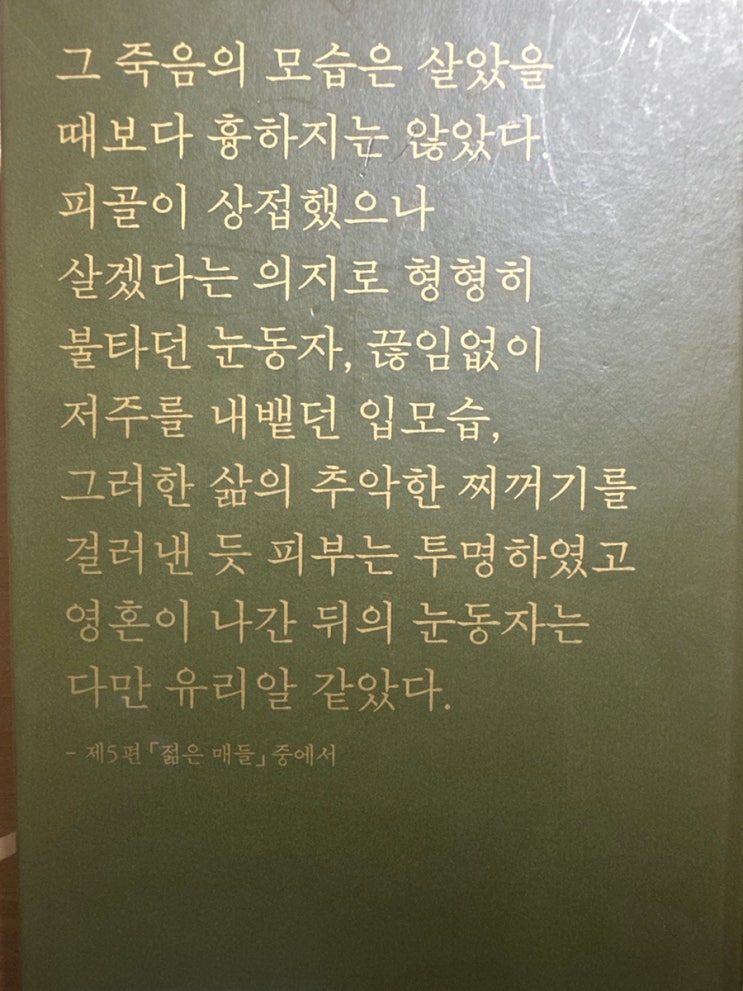 그 죽음의 모습은 살았을
때보다 흉하지는 않았다.
피골이 상접했으나
살겠다는 의지로 형형히
불타던 눈동자, 끊임없이
저주를 내뱉던 입모습,
그러한 삶의 추악한 찌꺼기를
걸러낸 듯 피부는 투명하였고
영혼이 나간 뒤의 눈동자는
다만 유리알 같았다.
- 제5편 「젊은 매들」 중에서